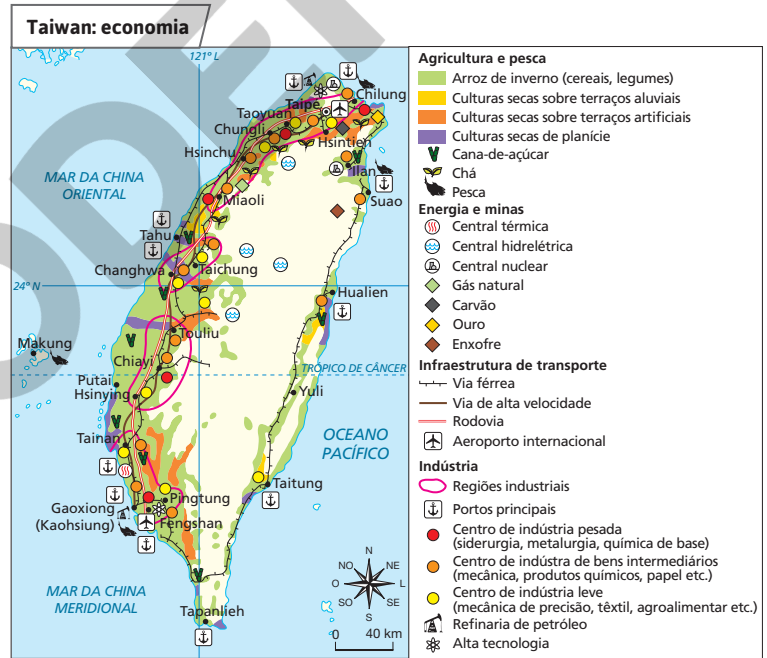 Taiwan: economia
121º L
Chilung
Taipé
Taoyuan
Chungli
Hsintien
Hsinchu
Ilan
MAR DA CHINA
ORIENTAL
Suao
Miaoli
Tahu
Taichung
Changhwa
24º N
Hualien
Makung
Touliu
Chiayi
TRÓPICO DE CÂNCER
Putai
Hsinying
Yuli
Tainan
OCEANO
PACÍFICO
Taitung
Pingtung
Gaoxiong
(Kaohsiung)
Fengshan
MAR DA CHINA
MERIDIONAL
Tapanlieh
N
NO
NE
O
L
SO
SE
S
0 40 km
Agricultura e pesca
Arroz de inverno (cereais, legumes)
Culturas secas sobre terraços aluviais
Culturas secas sobre terraços artificiais
Culturas secas de planície
Cana-de-açúcar
Chá
Pesca
Energia e minas
Central térmica
Central hidrelétrica
Central nuclear
Gás natural
Carvão
Ouro
Enxofre
Infraestrutura de transporte
Via férrea
Via de alta velocidade
Rodovia
Aeroporto internacional
Indústria
Regiões industriais
Portos principais
Centro de indústria pesada
(siderurgia, metalurgia, química de base)
Centro de indústra de bens intermediários
(mecânica, produtos químicos, papel etc.)
Centro de indústria leve
(mecânica de precisão, têxtil, agroalimentar etc.)
Refinaria de petróleo
Alta tecnologia